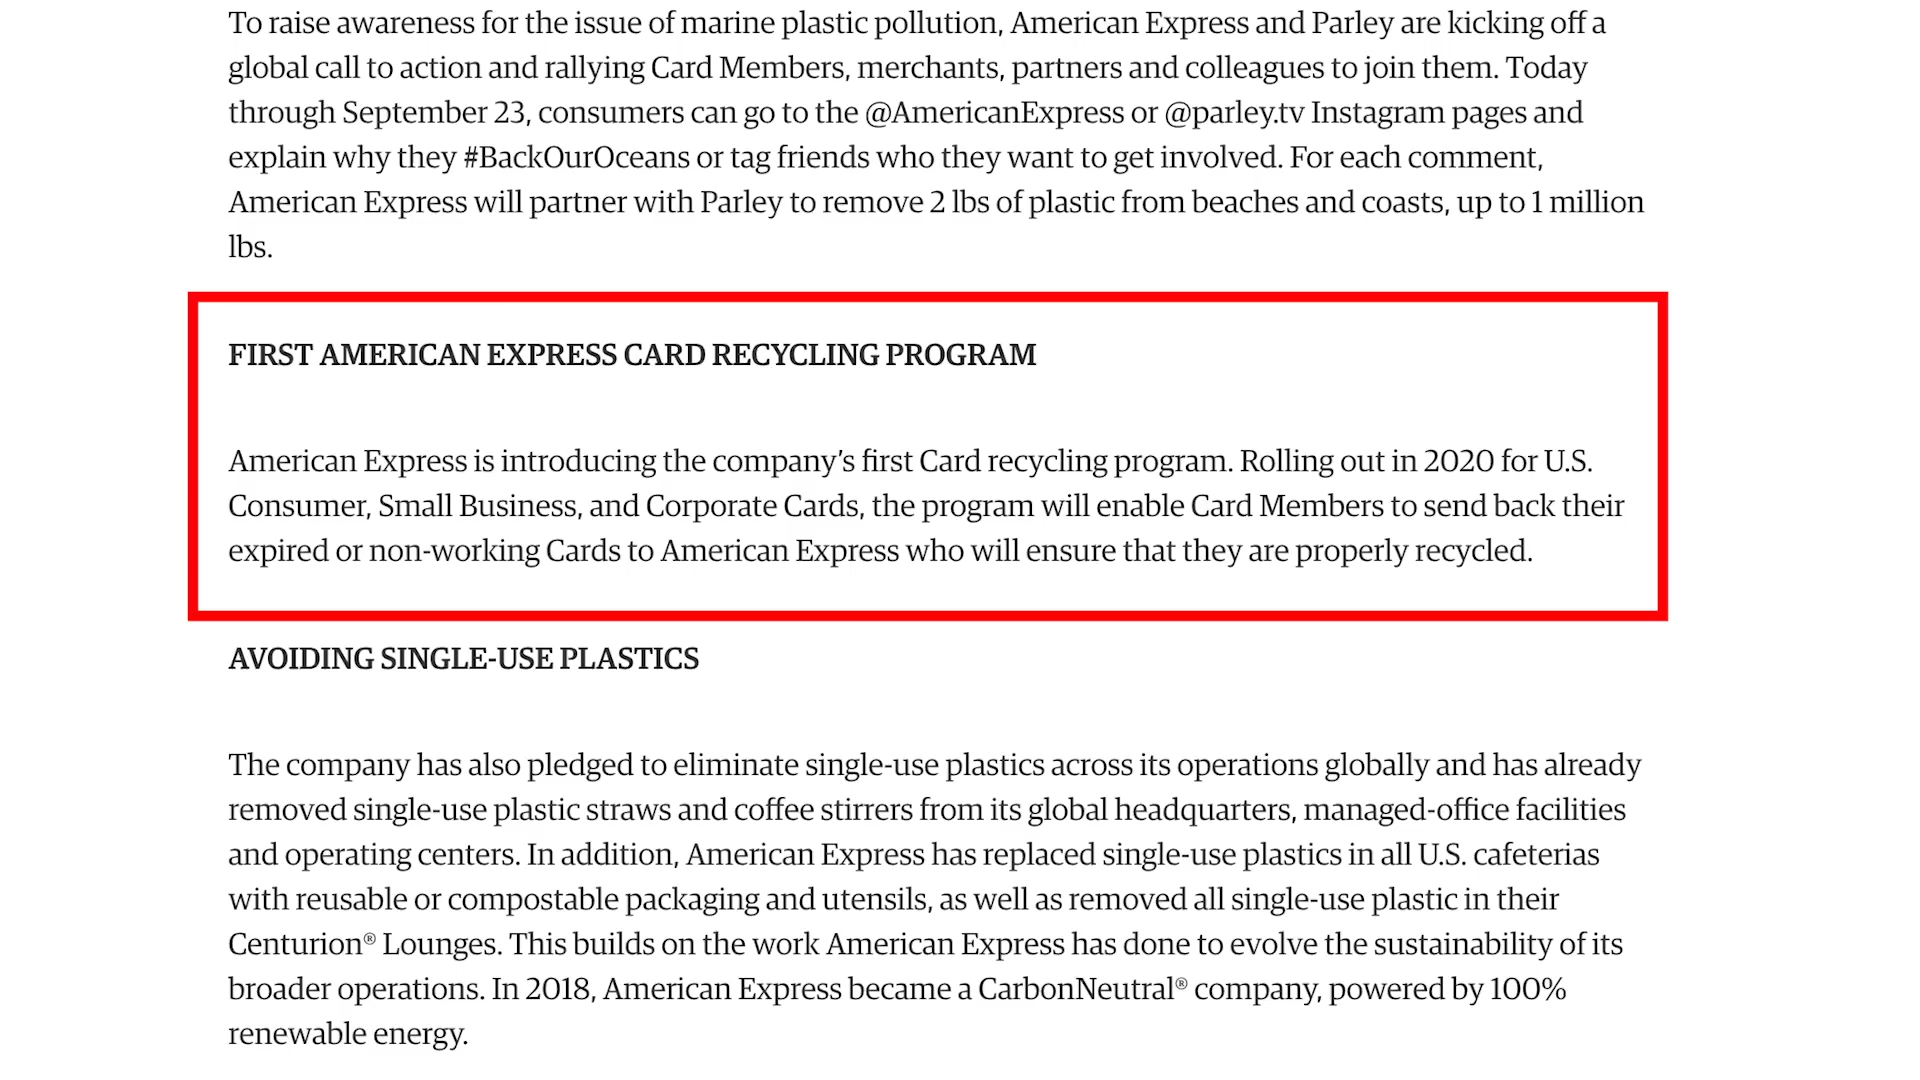 To raise awareness for the issue of marine plastic pollution, American Express and Parley are kicking off a
global call to action and rallying Card Members, merchants, partners and colleagues to join them. Today
through September 23, consumers can go to the @AmericanExpress or @parley.tv Instagram pages and
explain why they #BackOurOceans or tag friends who they want to get involved. For each comment,
American Express will partner with Parley to remove 2 lbs of plastic from beaches and coasts, up to 1 million
lbs.
FIRST AMERICAN EXPRESS CARD RECYCLING PROGRAM
American Express is introducing the company’s first Card recycling program. Rolling out in 2020 for U.S.
Consumer, Small Business, and Corporate Cards, the program will enable Card Members to send back their
expired or non-working Cards to American Express who will ensure that they are properly recycled.
AVOIDING SINGLE-USE PLASTICS
The company has also pledged to eliminate single-use plastics across its operations globally and has already
removed single-use plastic straws and coffee stirrers from its global headquarters, managed-office facilities
and operating centers. In addition, American Express has replaced single-use plastics in all U.S. cafeterias
with reusable or compostable packaging and utensils, as well as removed all single-use plastic in their
Centurion® Lounges. This builds on the work American Express has done to evolve the sustainability of its
broader operations. In 2018, American Express became a CarbonNeutral® company, powered by 100%
renewable energy.